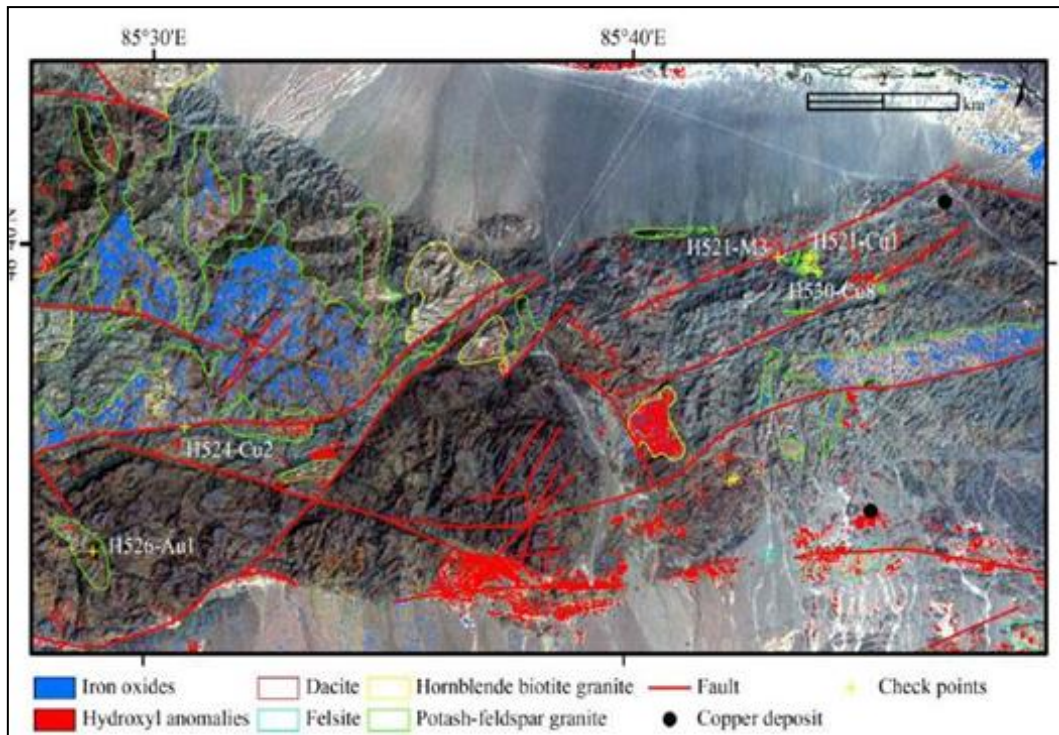 85°30'E 85°40'E
0 2
km
H521-M3 H521-Cu1
H530-Cu8
H524-Cu2
H526-Au1
Iron oxides Dacite Hornblende biotite granite Fault Check points
Hydroxyl anomalies Felsite Potash-feldspar granite Copper deposit